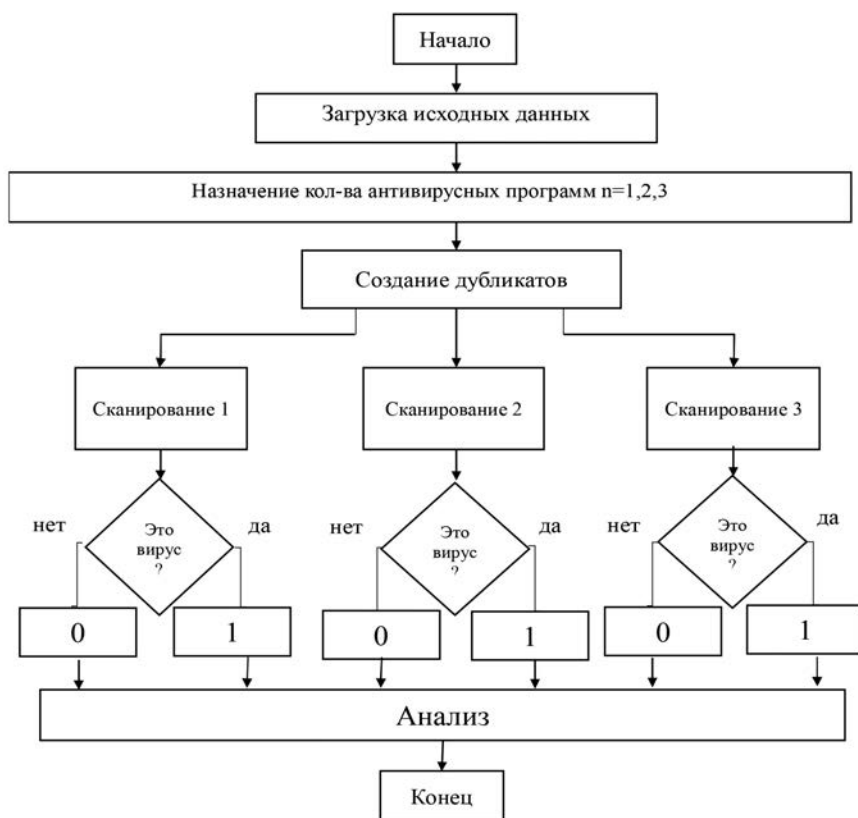 Начало
Загрузка исходных данных
Назначение кол-ва антивирусных программ n=1,2,3
Создание дубликатов
Сканирование 1
Сканирование 2
Сканирование 3
нет
Это
вирус
?
да
нет
Это
вирус
?
да
нет
Это
вирус
?
да
0
1
0
1
0
1
Анализ
Конец